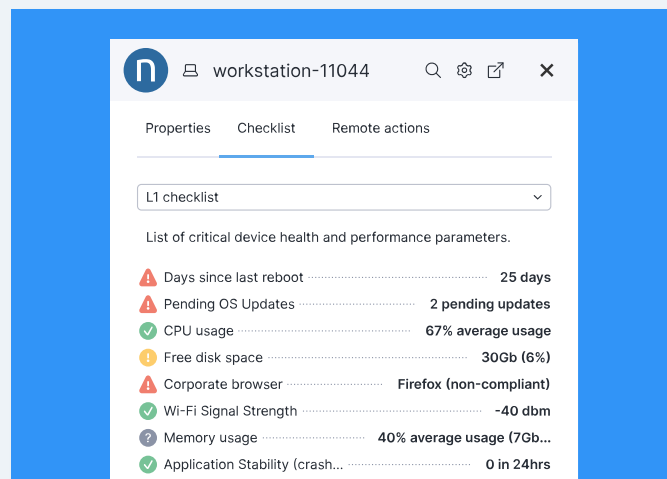 n workstation-11044
Properties Checklist Remote actions
L1 checklist
List of critical device health and performance parameters.
Days since last reboot 25 days
Pending OS Updates 2 pending updates
CPU usage 67% average usage
Free disk space 30Gb (6%)
Corporate browser Firefox (non-compliant)
Wi-Fi Signal Strength -40 dbm
Memory usage 40% average usage (7Gb...
Application Stability (crash... 0 in 24hrs